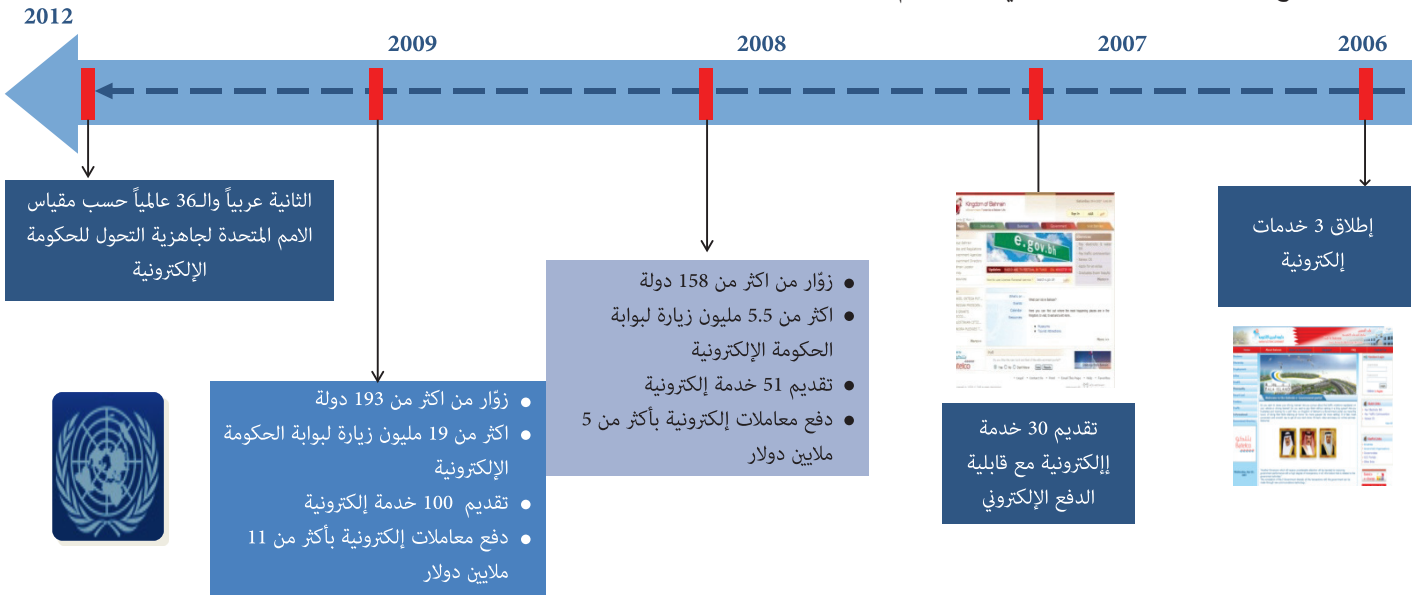 2006
2007
2008
2009
2012
إطلاق 3 خدمات
إلكترونية
Kingdom of Bahrain
e.gov.bh
تقديم 30 خدمة
إإلكترونية مع قابلية
الدفع الإلكتروني
● زوّار من اكثر من 158 دولة
● اكثر من 5.5 مليون زيارة لبوابة
الحكومة الإلكترونية
● تقديم 51 خدمة إلكترونية
● دفع معاملات إلكترونية بأكثر من 5
ملايين دولار
● زوّار من اكثر من 193 دولة
● اكثر من 19 مليون زيارة لبوابة الحكومة
الإلكترونية
● تقديم 100 خدمة إلكترونية
● دفع معاملات إلكترونية بأكثر من 11
ملايين دولار
الثانية عربياً والـ36 عالمياً حسب مقياس
الامم المتحدة لجاهزية التحول للحكومة
الإلكترونية